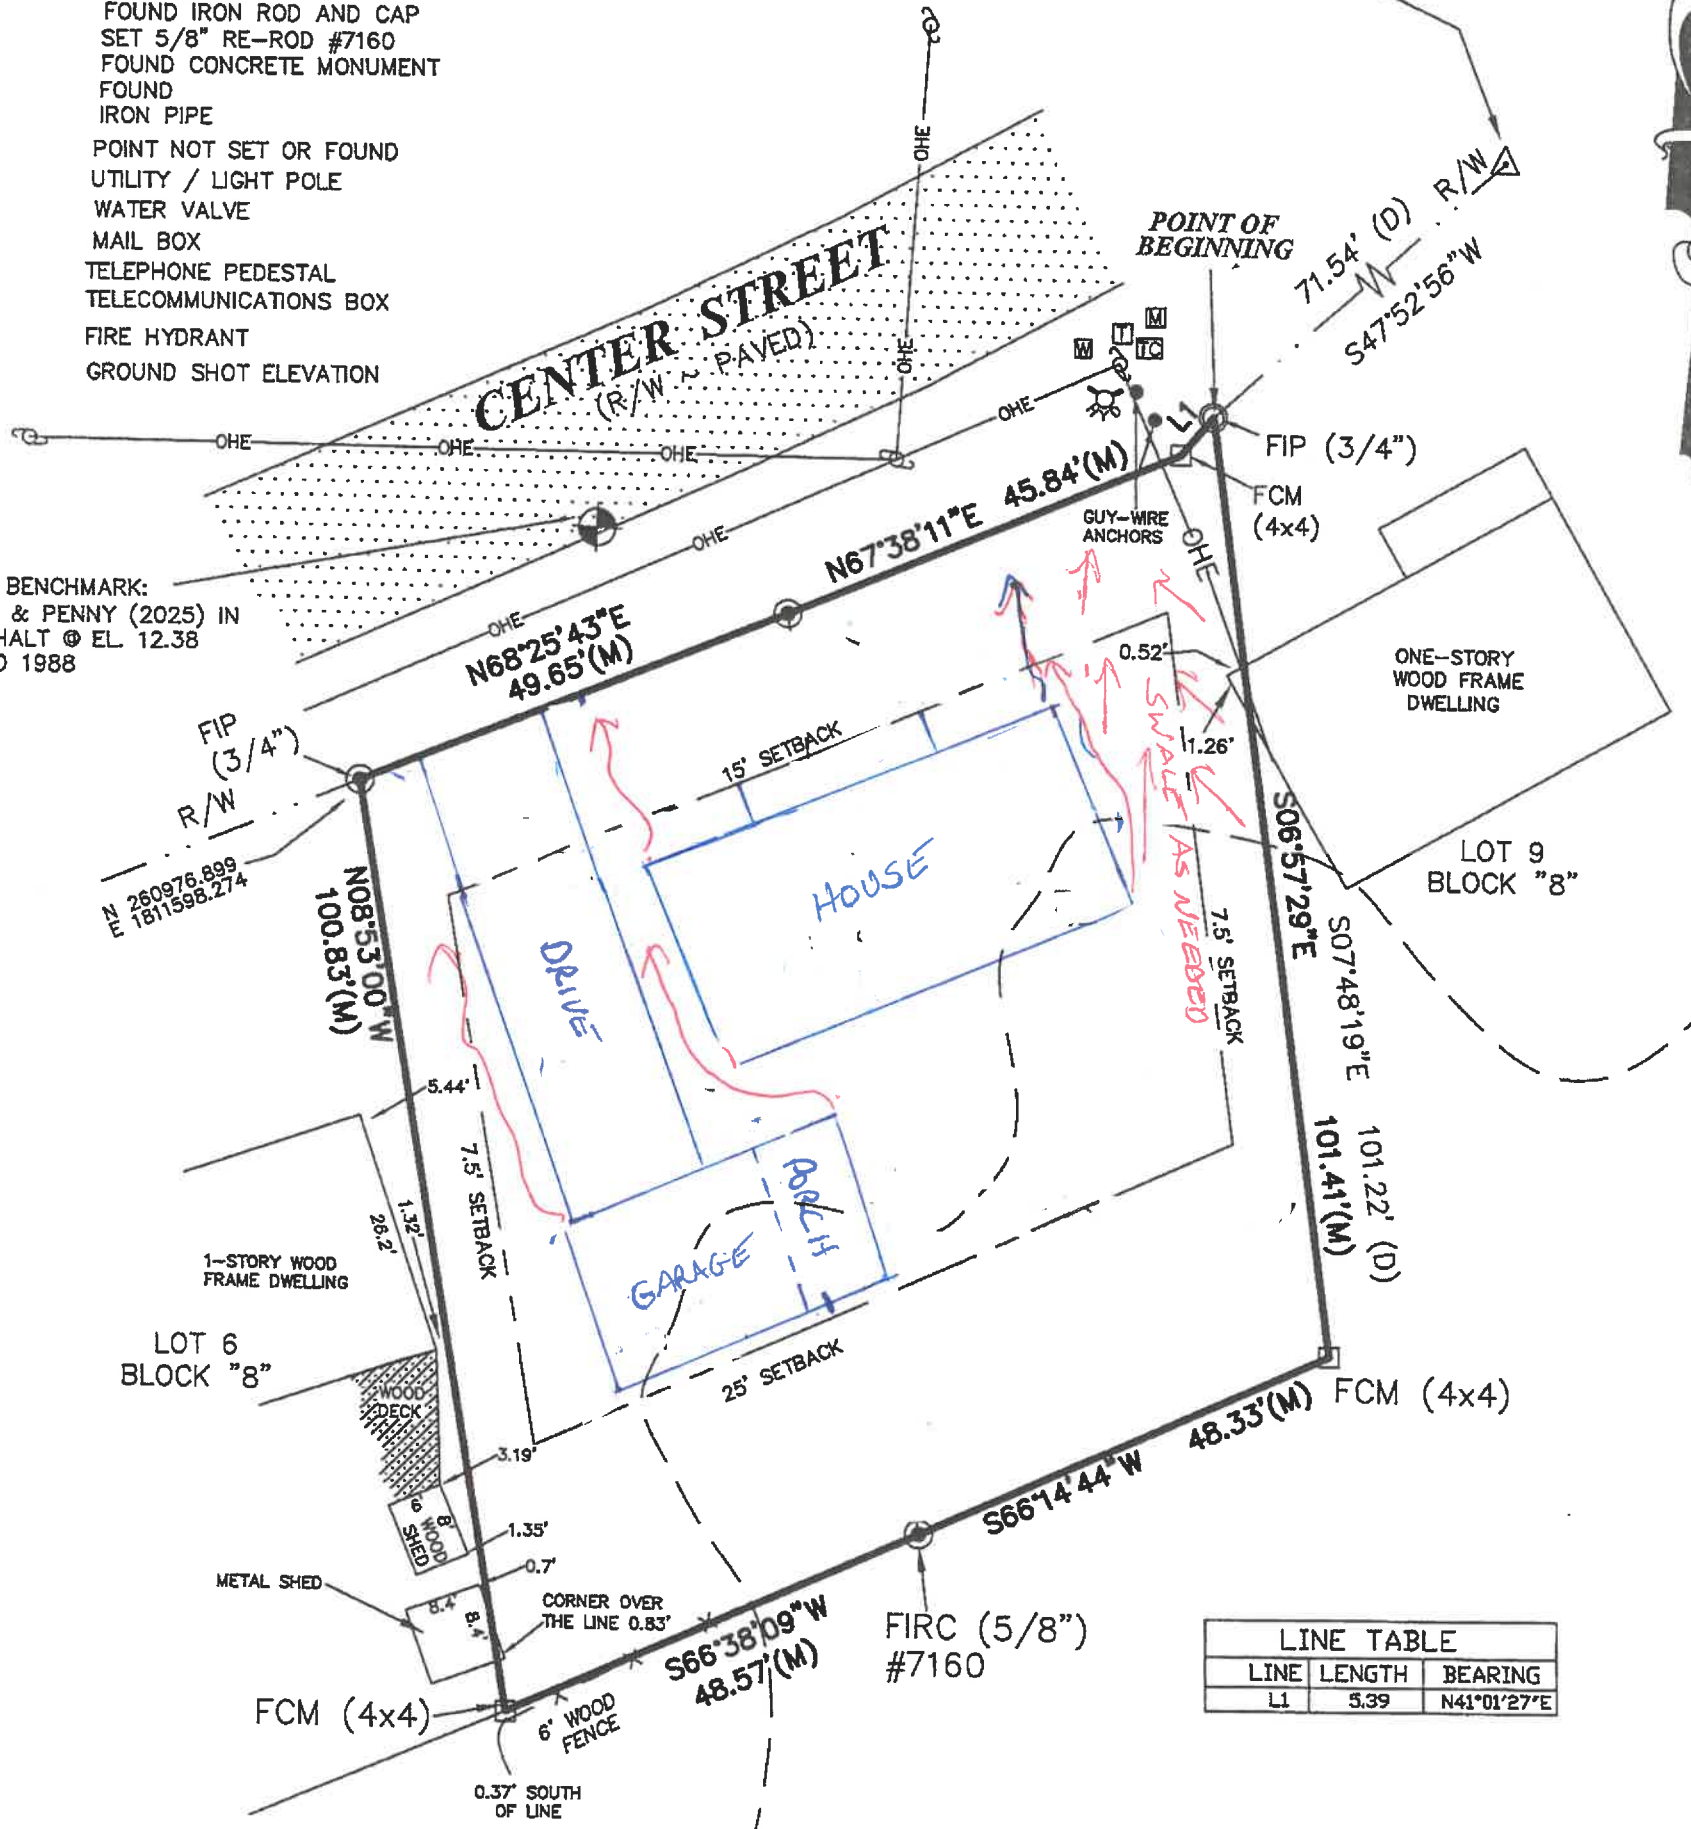 FOUND IRON ROD AND CAP
SET 5/8" RE-ROD #7160
FOUND CONCRETE MONUMENT
FOUND
IRON PIPE
POINT NOT SET OR FOUND
UTILITY / LIGHT POLE
WATER VALVE
MAIL BOX
TELEPHONE PEDESTAL
TELECOMMUNICATIONS BOX
FIRE HYDRANT
GROUND SHOT ELEVATION
OHE
CENTER STREET
(R/W ~ PAVED)
OHE
OHE
OHE
OHE
OHE
OHE
OHE
OHE
POINT OF
BEGINNING
71.54' (D)
R/W
S47°52'56"W
M
T
W
TC
L1
FIP (3/4")
FCM
(4x4)
GUY-WIRE
ANCHORS
BENCHMARK:
& PENNY (2025) IN
HALT @ EL. 12.38
1988
N67°38'11"E 45.84'(M)
N68°25'43"E
49.65'(M)
FIP
(3/4")
R/W
N 260976.899
E 1811598.274
N08°53'00"W
100.83'(M)
15' SETBACK
0.52'
1.26'
ONE-STORY
WOOD FRAME
DWELLING
LOT 9
BLOCK "8"
HOUSE
DRIVE
SWALE AS NEEDED
7.5' SETBACK
S06°57'29"E
101.41'(M)
S07°48'19"E 101.22' (D)
5.44'
7.5' SETBACK
1.32'
26.2'
1-STORY WOOD
FRAME DWELLING
LOT 6
BLOCK "8"
GARAGE
PORCH
25' SETBACK
WOOD
DECK
3.19'
6'
8'
WOOD
SHED
1.35'
0.7'
METAL SHED
8.4'
8.4'
CORNER OVER
THE LINE 0.83'
FCM (4x4)
FCM (4x4)
S66°14'44"W 48.33'(M)
S66°38'09"W
48.57'(M)
6' WOOD
FENCE
0.37' SOUTH
OF LINE
FIRC (5/8")
#7160
LINE TABLE
LINE LENGTH BEARING
L1 5.39 N41°01'27"E